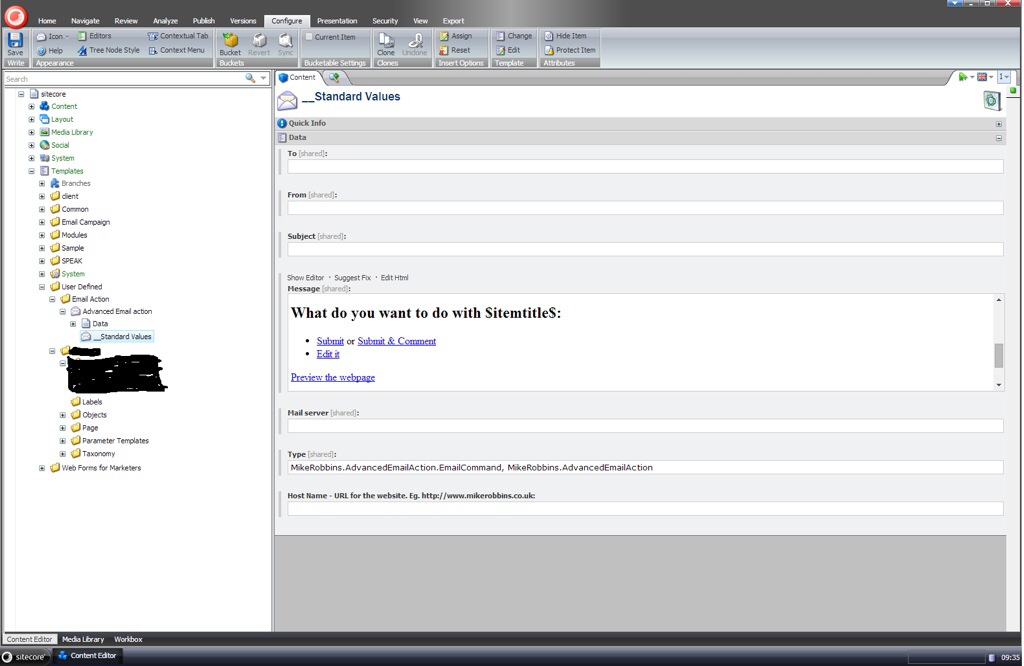 Home Navigate Review Analyze Publish Versions Configure Presentation Security View Export
Save
Write
Icon
Help
Editors
Tree Node Style
Contextual Tab
Context Menu
Appearance
Bucket Revert Sync
Buckets
Current Item
Bucketable Settings
Clone Unclone
Clones
Assign
Reset
Insert Options
Change
Edit
Template
Hide Item
Protect Item
Attributes
Search
sitecore
Content
Layout
Media Library
Social
System
Templates
Branches
client
Common
Email Campaign
Modules
Sample
SPEAK
System
User Defined
Email Action
Advanced Email action
Data
__Standard Values
Labels
Objects
Page
Parameter Templates
Taxonomy
Web Forms for Marketers
Content
1
__Standard Values
Quick Info
Data
To [shared]:
From [shared]:
Subject [shared]:
Show Editor · Suggest Fix · Edit Html
Message [shared]:
What do you want to do with $itemtitle$:
• Submit or Submit & Comment
• Edit it
Preview the webpage
Mail server [shared]:
Type [shared]:
MikeRobbins.AdvancedEmailAction.EmailCommand, MikeRobbins.AdvancedEmailAction
Host Name - URL for the website. Eg. http://www.mikerobbins.co.uk:
Content Editor Media Library Workbox
sitecore Content Editor 09:35